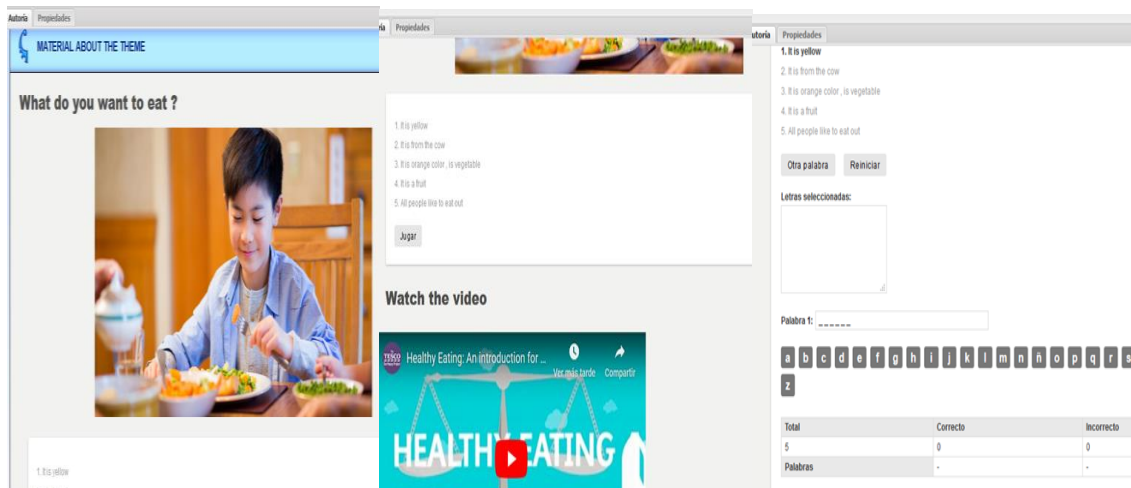 Autoria Propiedades
MATERIAL ABOUT THE THEME
What do you want to eat ?
1. It is yellow
Propiedades
1. It is yellow
2. It is from the cow
3. It is orange color , is vegetable
4. It is a fruit
5. All people like to eat out
Jugar
Watch the video
TESCO
Healthy Eating: An introduction for ...
Ver más tarde Compartir
HEALTHY EATING
Propiedades
1. It is yellow
2. It is from the cow
3. It is orange color , is vegetable
4. It is a fruit
5. All people like to eat out
Otra palabra Reiniciar
Letras seleccionadas:
Palabra 1: _ _ _ _ _ _
a b c d e f g h i j k l m n ñ o p q r s
z
Total Correcto Incorrecto
5 0 0
Palabras - -